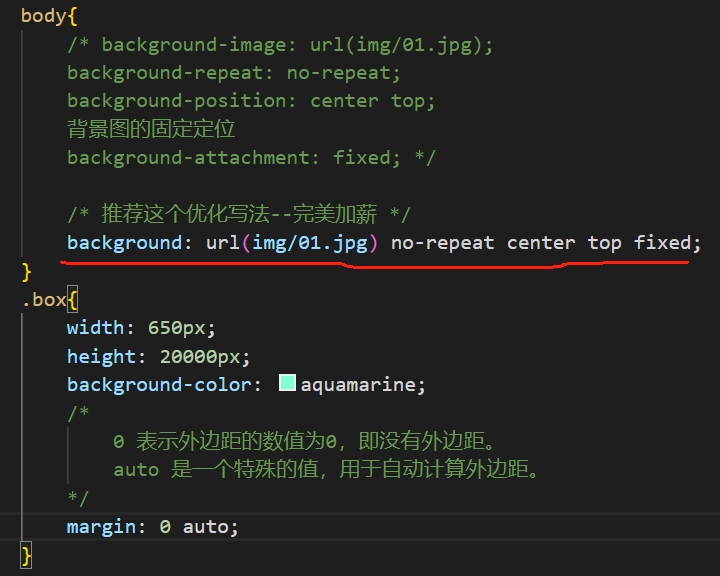 body{
/* background-image: url(img/01.jpg);
background-repeat: no-repeat;
background-position: center top;
背景图的固定定位
background-attachment: fixed; */
/* 推荐这个优化写法--完美加薪 */
background: url(img/01.jpg) no-repeat center top fixed;
}
.box{
width: 650px;
height: 20000px;
background-color: aquamarine;
/*
0 表示外边距的数值为0，即没有外边距。
auto 是一个特殊的值，用于自动计算外边距。
*/
margin: 0 auto;
}